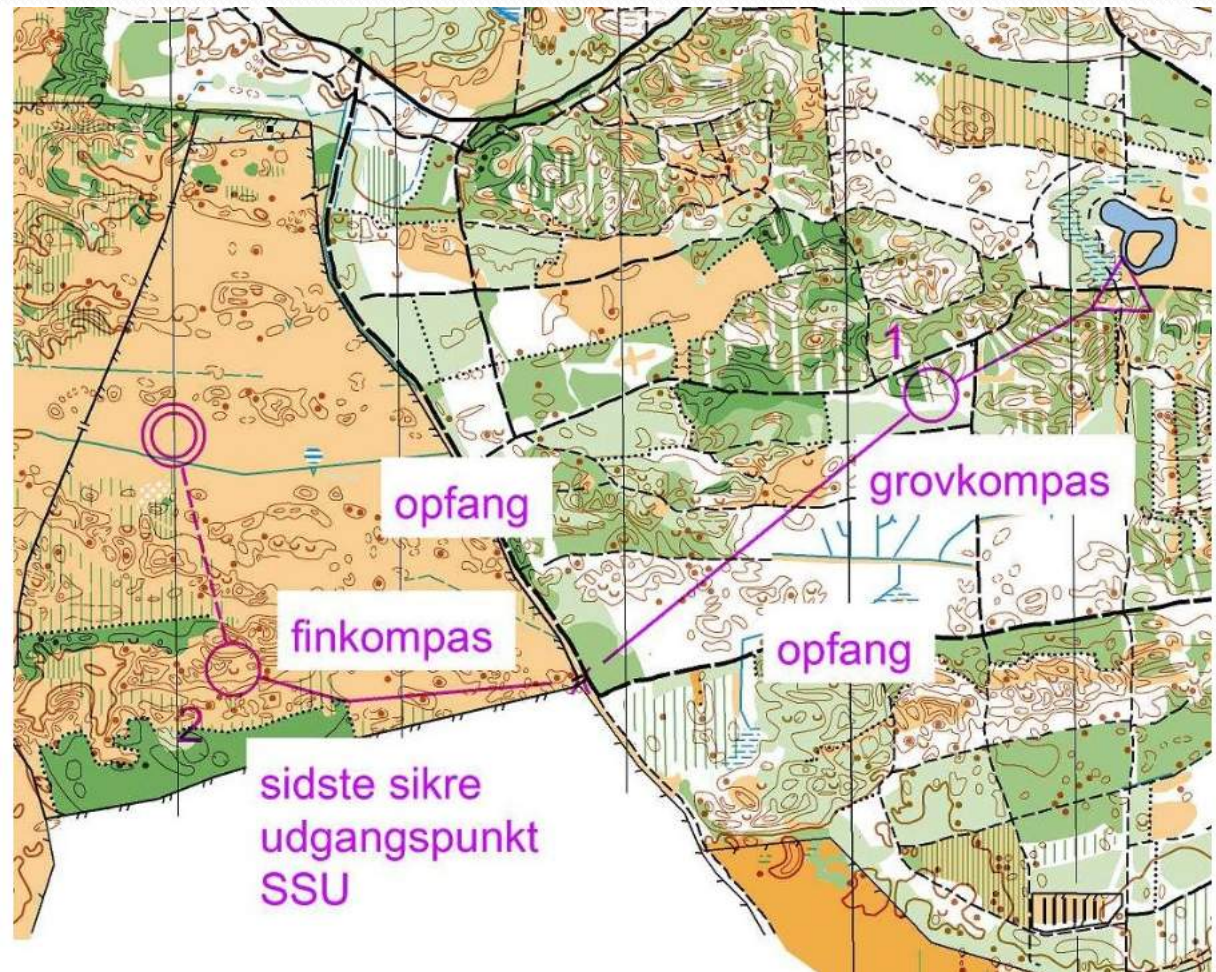 1
opfang
grovkompas
finkompas
opfang
2
sidste sikre
udgangspunkt
SSU